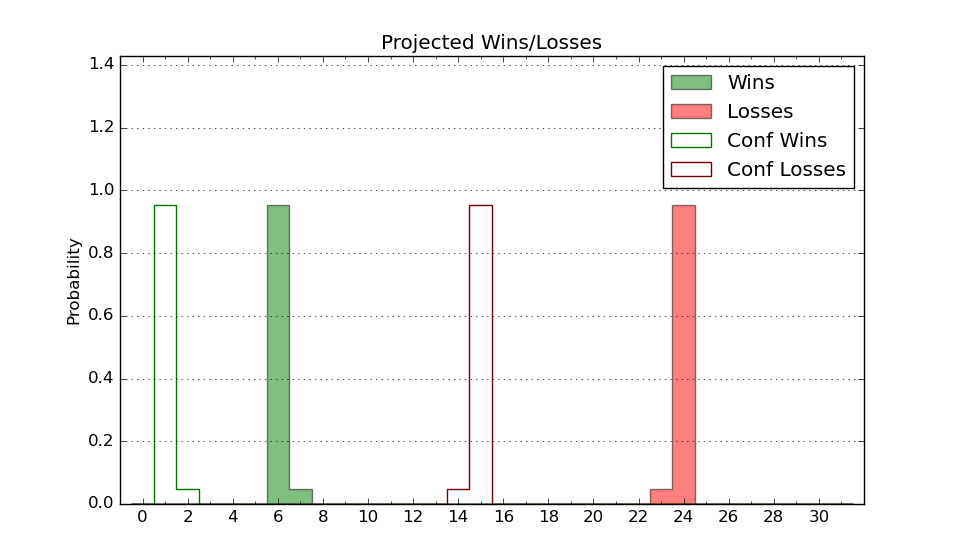 Projected Wins/Losses
1.4
1.2
1.0
0.8
0.6
0.4
0.2
0.0
Probability
Wins
Losses
Conf Wins
Conf Losses
0 2 4 6 8 10 12 14 16 18 20 22 24 26 28 30